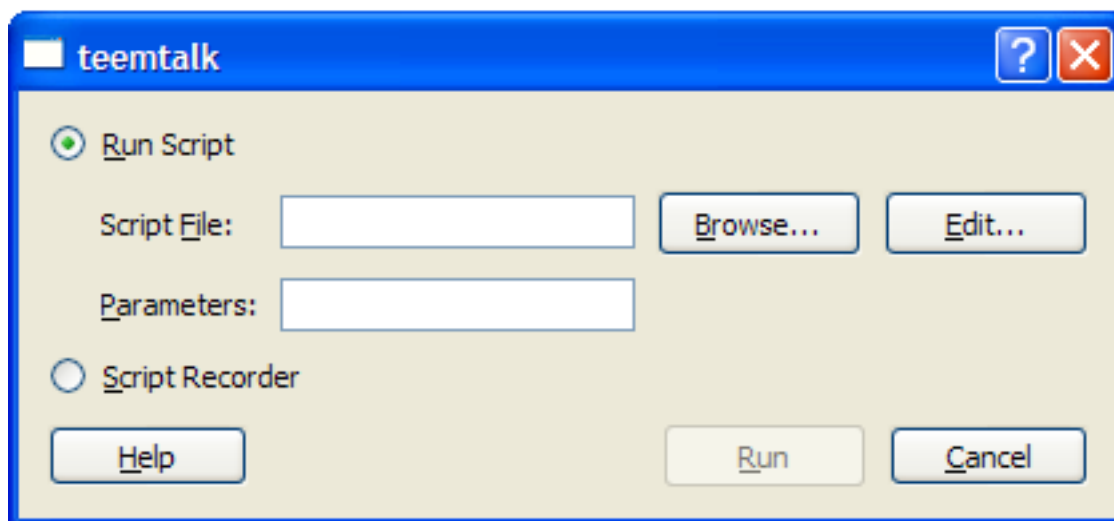 teemtalk
Run Script
Script File: Browse... Edit...
Parameters:
Script Recorder
Help Run Cancel